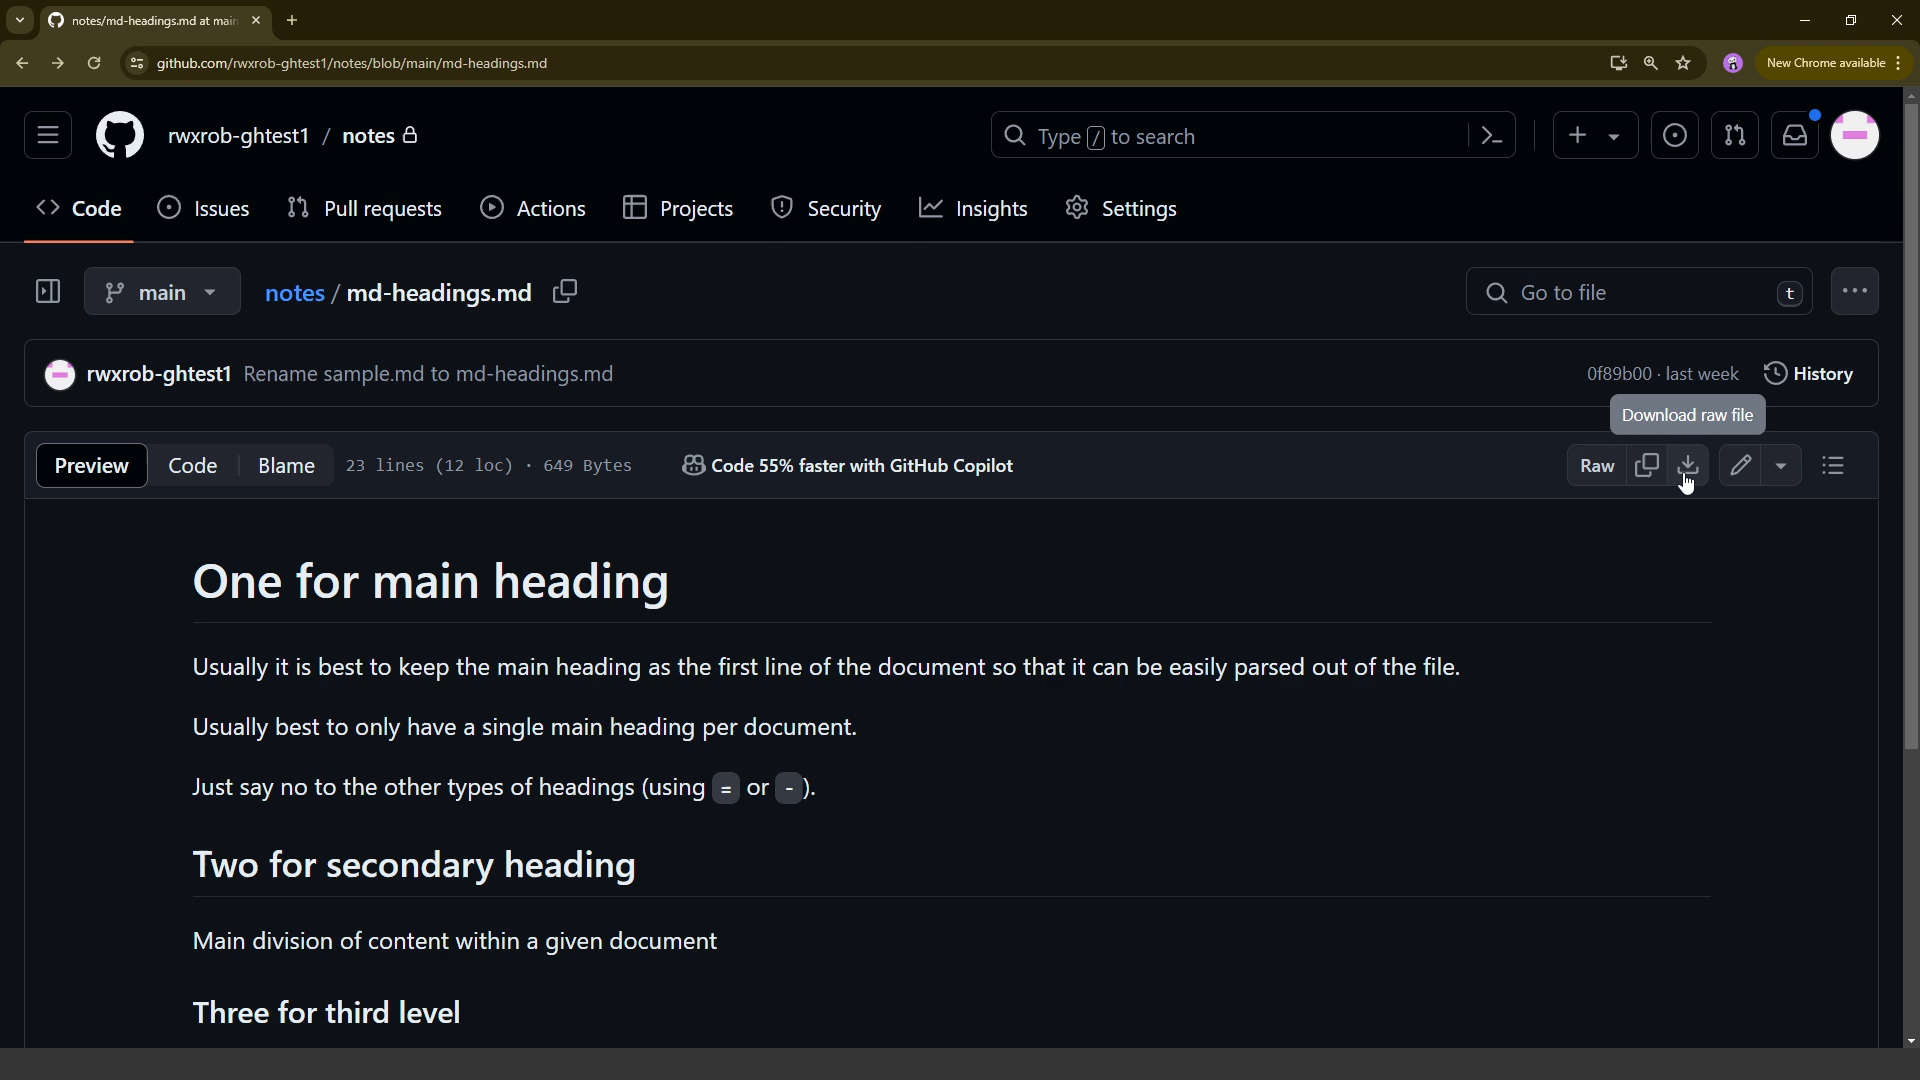 notes/md-headings.md at main
github.com/rwxrob-ghtest1/notes/blob/main/md-headings.md
New Chrome available
rwxrob-ghtest1 / notes
Type / to search
Code Issues Pull requests Actions Projects Security Insights Settings
main notes / md-headings.md
Go to file t
rwxrob-ghtest1 Rename sample.md to md-headings.md
0f89b00 · last week History
Download raw file
Preview Code Blame 23 lines (12 loc) · 649 Bytes Code 55% faster with GitHub Copilot Raw
One for main heading
Usually it is best to keep the main heading as the first line of the document so that it can be easily parsed out of the file.
Usually best to only have a single main heading per document.
Just say no to the other types of headings (using = or -).
Two for secondary heading
Main division of content within a given document
Three for third level